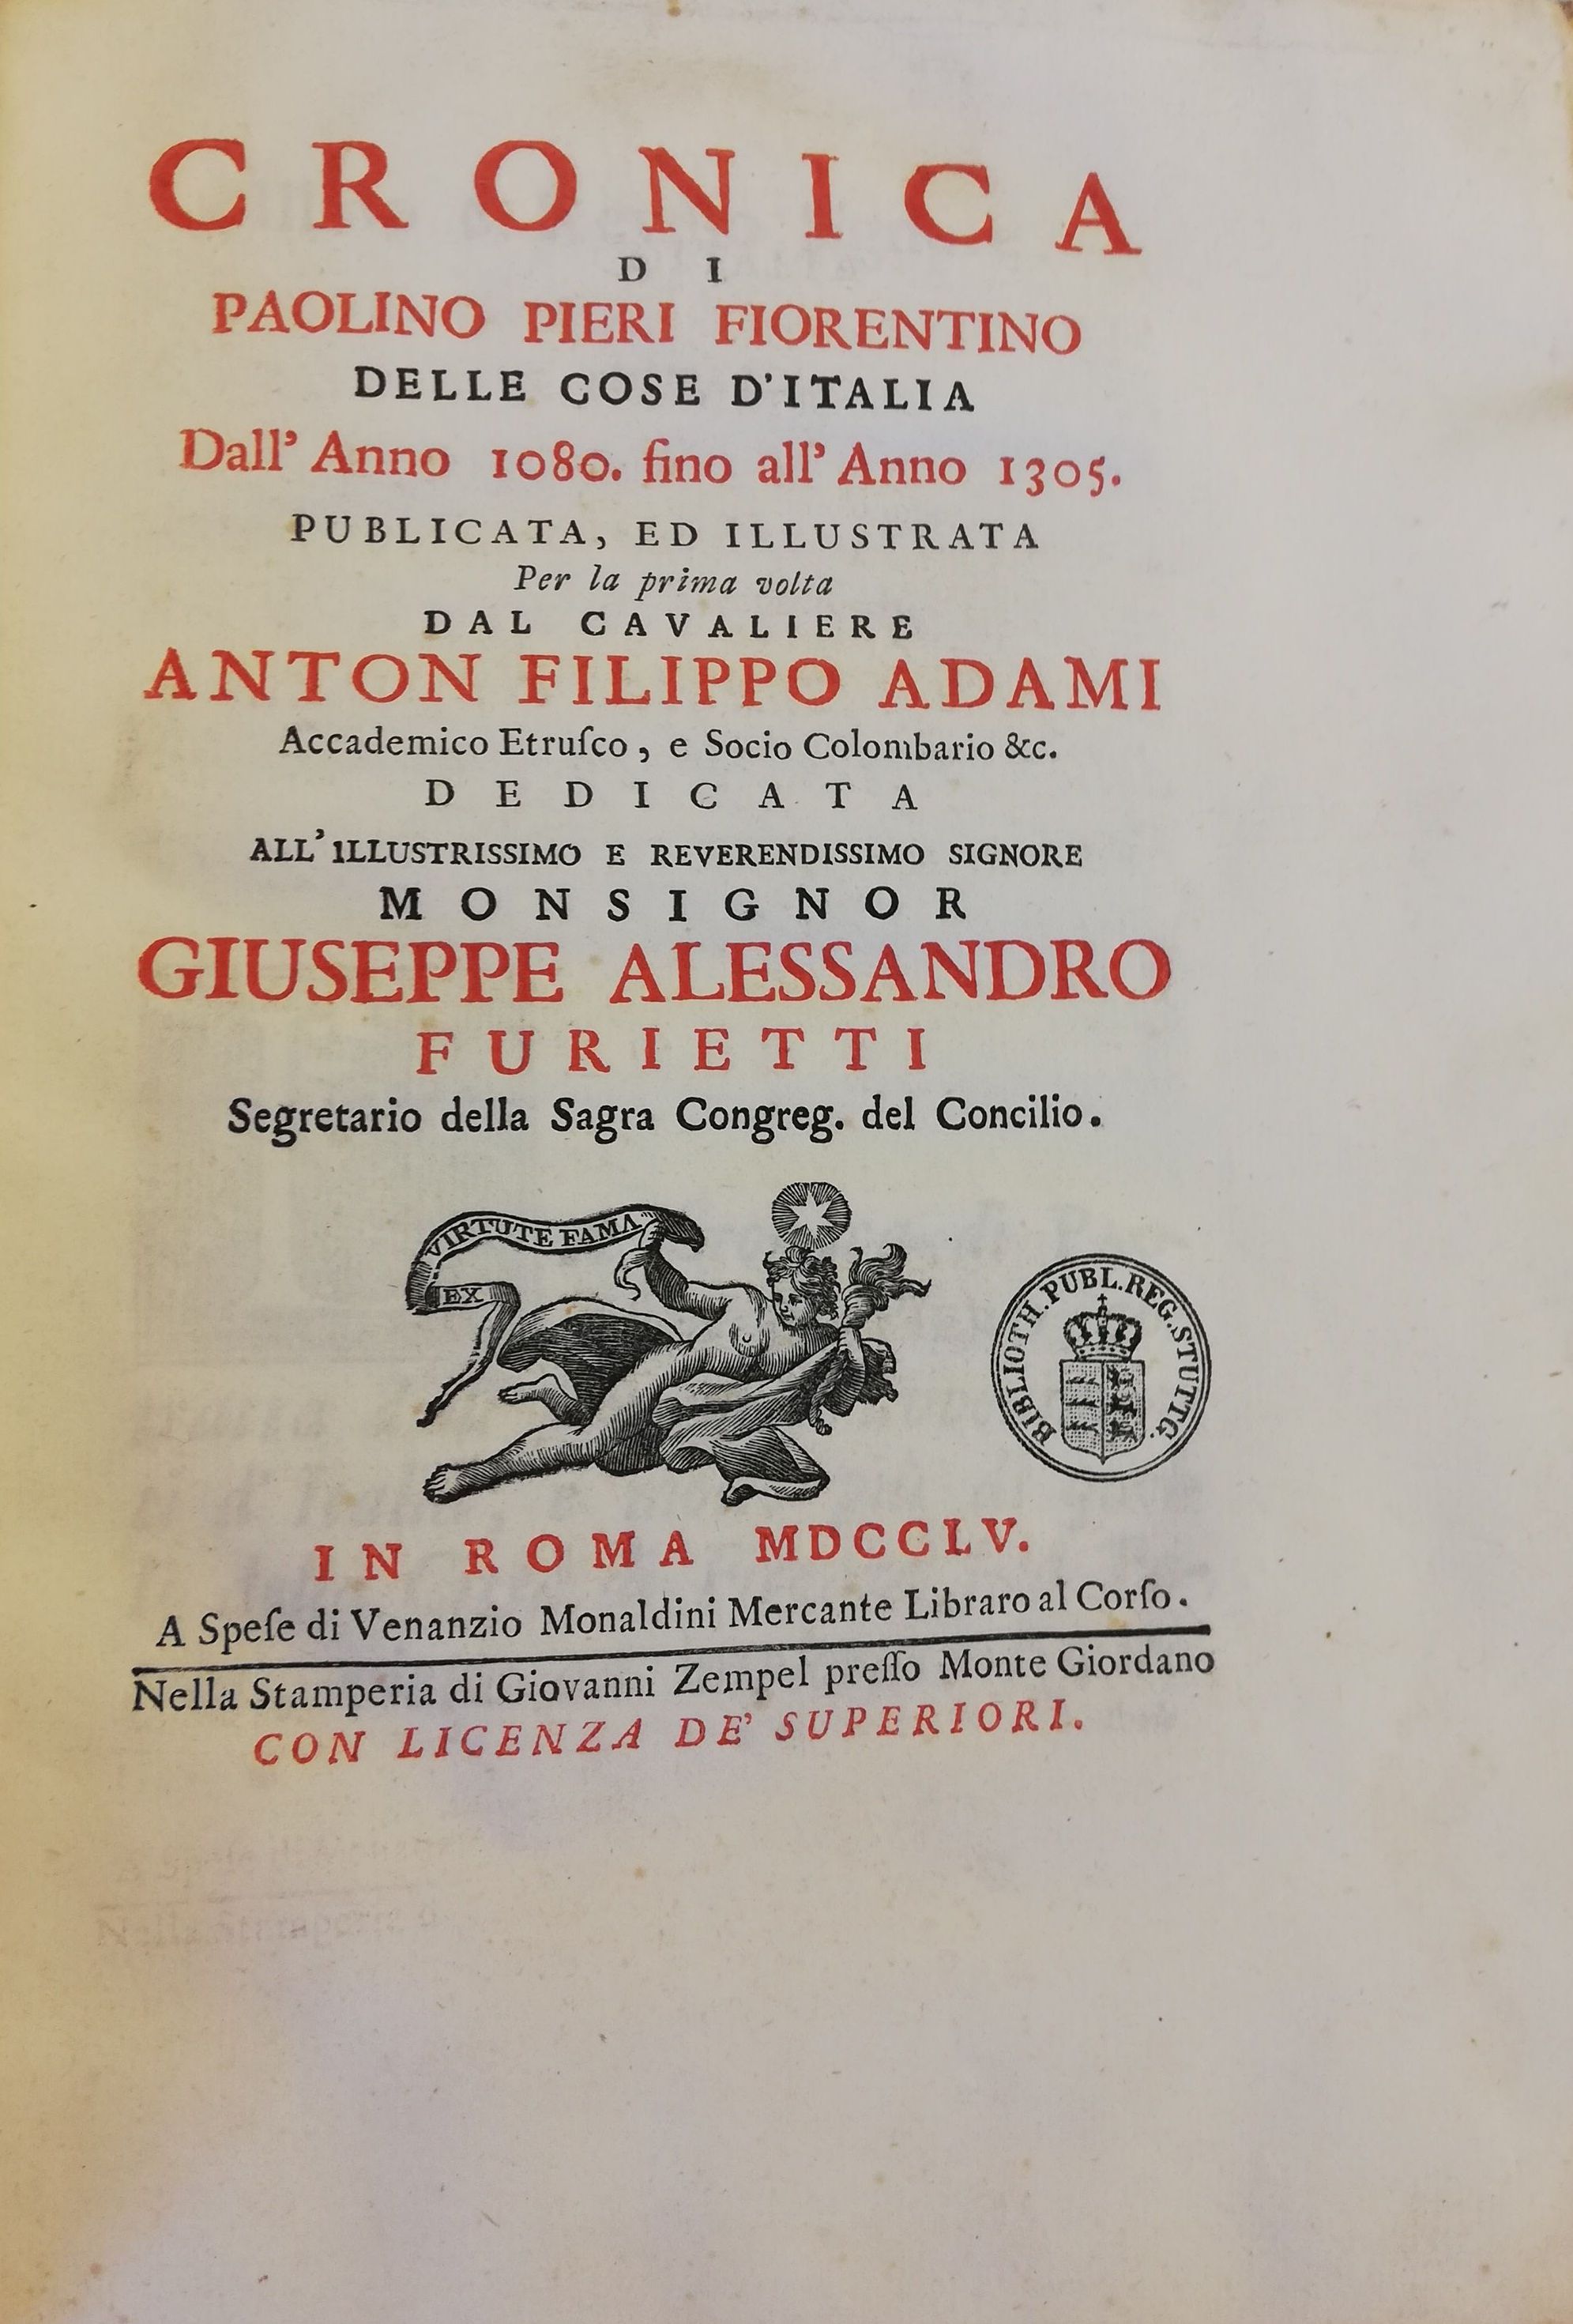 CRONICA
DI
PAOLINO PIERI FIORENTINO
DELLE COSE D'ITALIA
Dall' Anno 1080. fino all' Anno 1305.
PUBLICATA, ED ILLUSTRATA
Per la prima volta
DAL CAVALIERE
ANTON FILIPPO ADAMI
Accademico Etruſco, e Socio Colombario &c.
DEDICATA
ALL' ILLUSTRISSIMO E REVERENDISSIMO SIGNORE
MONSIGNOR
GIUSEPPE ALESSANDRO
FURIETTI
Segretario della Sagra Congreg. del Concilio.
VIRTUTE FAMA
EX
BIBLIOTH.PUBL.REG.STUTTG.
IN ROMA MDCCLV.
A Speſe di Venanzio Monaldini Mercante Libraro al Corſo.
Nella Stamperia di Giovanni Zempel preſſo Monte Giordano
CON LICENZA DE' SUPERIORI.